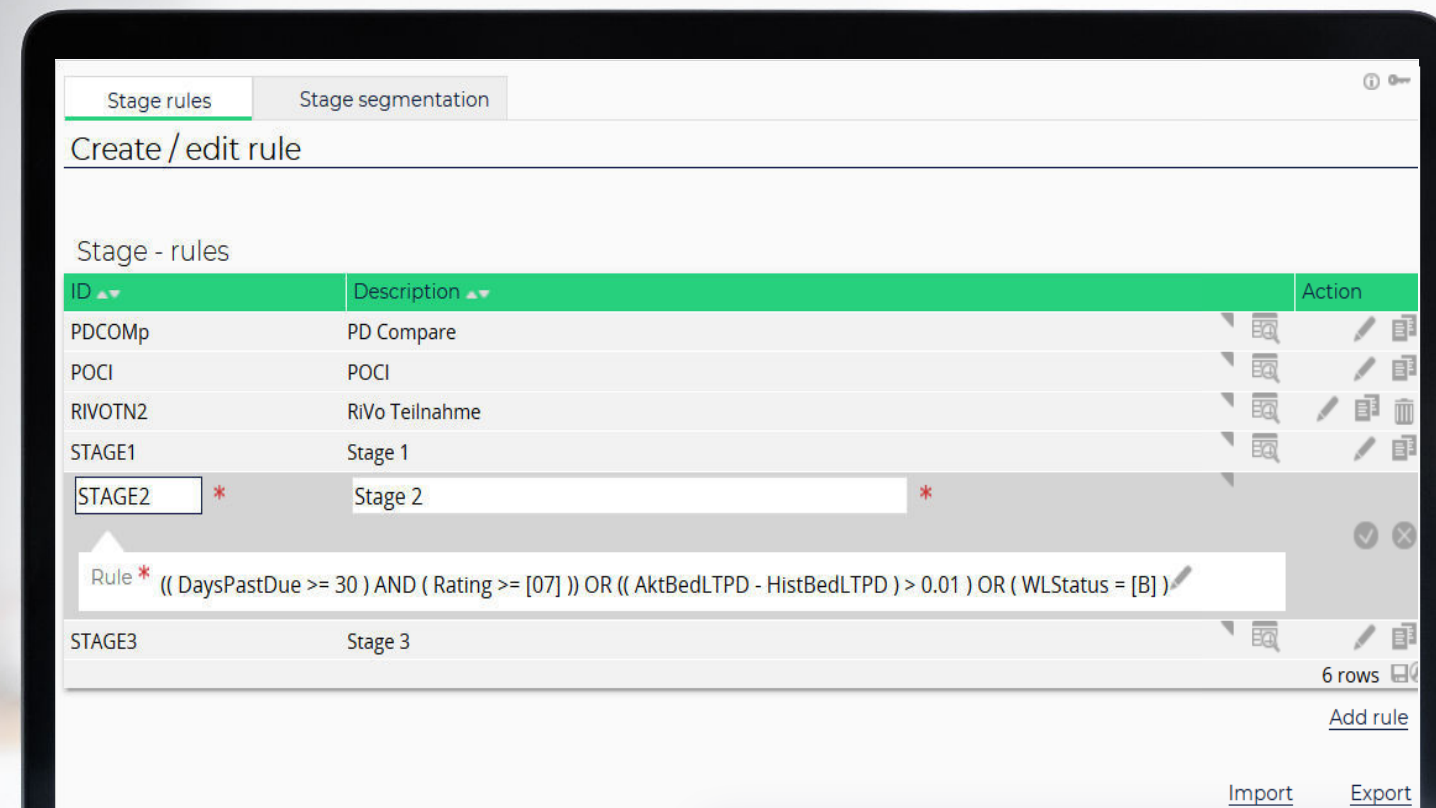 Stage rules Stage segmentation
Create / edit rule
Stage - rules
ID Description Action
PDCOMp PD Compare
POCI POCI
RIVOTN2 RiVo Teilnahme
STAGE1 Stage 1
STAGE2 * Stage 2 *
Rule * (( DaysPastDue >= 30 ) AND ( Rating >= [07] )) OR (( AktBedLTPD - HistBedLTPD ) > 0.01 ) OR ( WLStatus = [B] )
STAGE3 Stage 3
6 rows
Add rule
Import Export